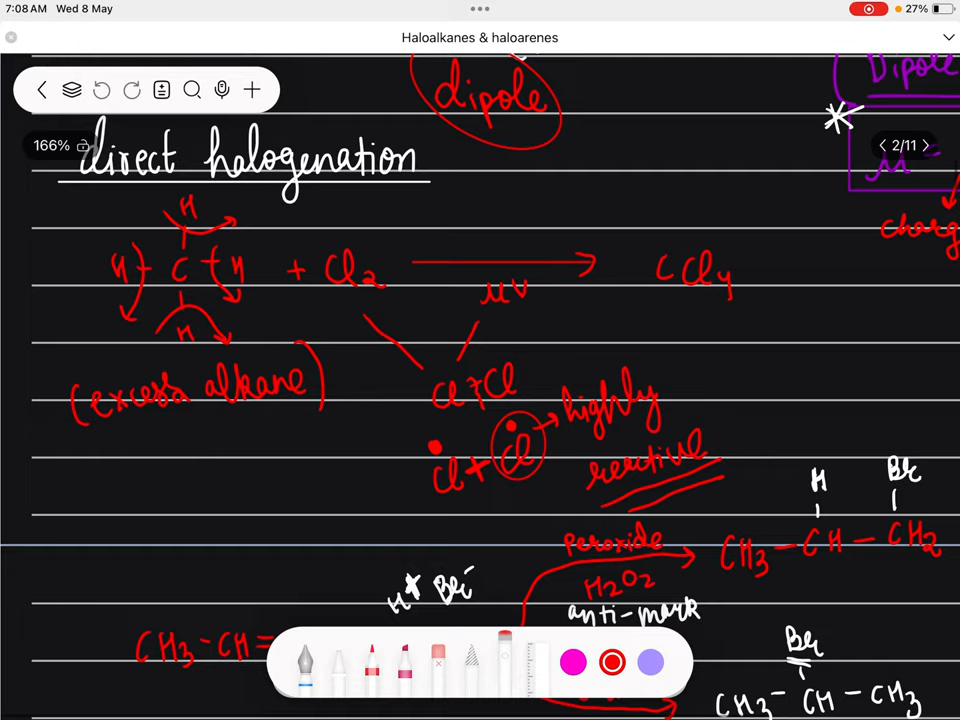 7:08 AM Wed 8 May
27%
Haloalkanes & haloarenes
dipole
Dipole
166%
2/11
direct halogenation
μ =
H
charg
H C H + Cl2 → CCl4
UV
H
(excess alkane)
Cl Cl
highly
Cl + Cl
reactive
H Br
Peroxide
CH3 - CH - CH2
H2O2
H+ Br-
anti-mark
CH3 - CH =
Br
CH3 - CH - CH3